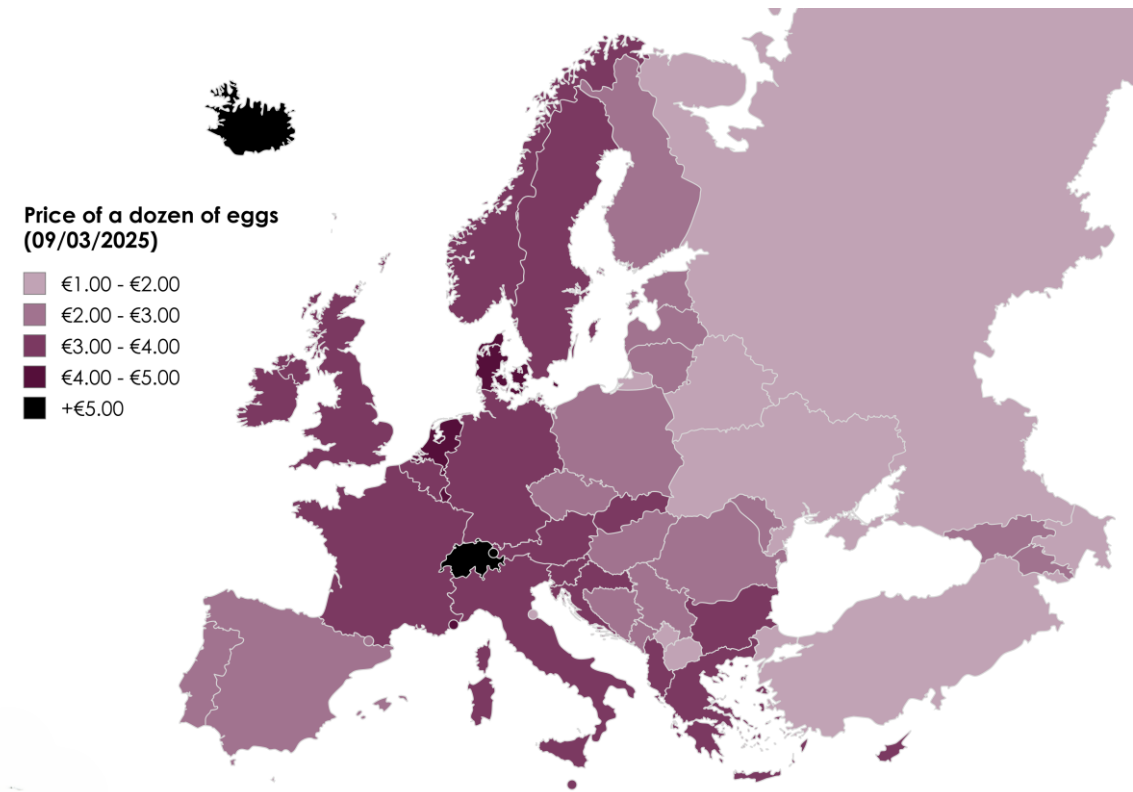 Price of a dozen of eggs
(09/03/2025)
€1.00 - €2.00
€2.00 - €3.00
€3.00 - €4.00
€4.00 - €5.00
+€5.00